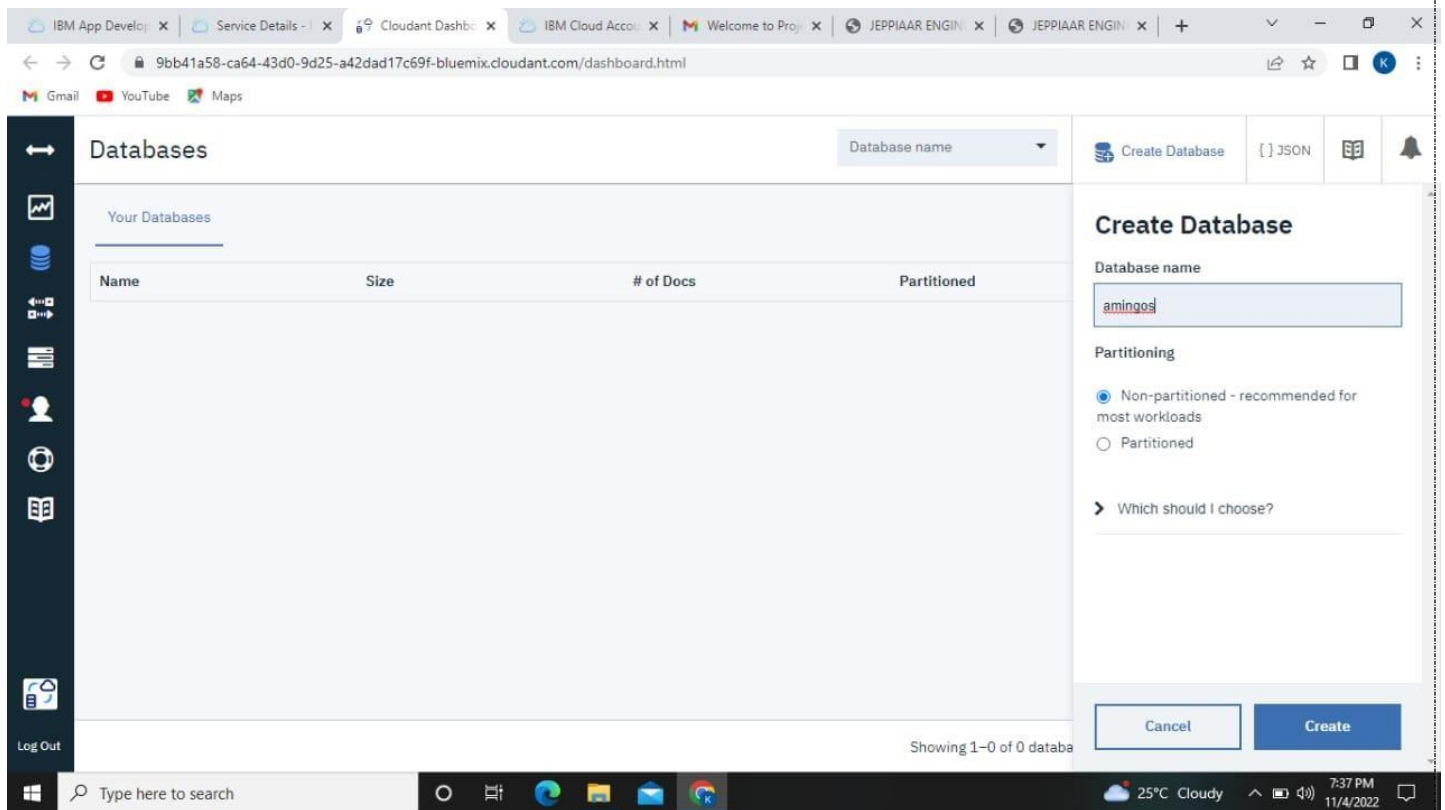 IBM App Develop
Service Details - I
Cloudant Dashbo
IBM Cloud Accou
Welcome to Proj
JEPPIAAR ENGIN
JEPPIAAR ENGIN
9bb41a58-ca64-43d0-9d25-a42dad17c69f-bluemix.cloudant.com/dashboard.html
K
Gmail
YouTube
Maps
Databases
Database name
Create Database
{ } JSON
Your Databases
Name Size # of Docs Partitioned
Create Database
Database name
amingos
Partitioning
Non-partitioned - recommended for
most workloads
Partitioned
Which should I choose?
Cancel
Create
Log Out
Showing 1–0 of 0 databa
Type here to search
25°C Cloudy
7:37 PM
11/4/2022